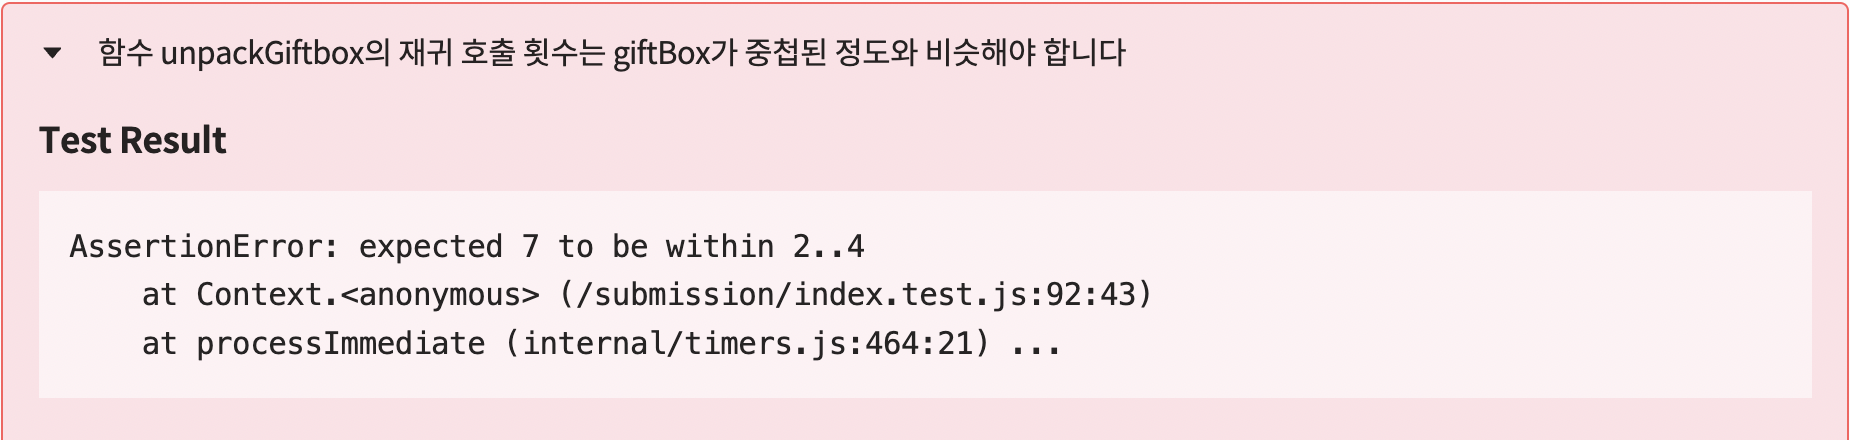 함수 unpackGiftbox의 재귀 호출 횟수는 giftBox가 중첩된 정도와 비슷해야 합니다
Test Result
AssertionError: expected 7 to be within 2..4
at Context.<anonymous> (/submission/index.test.js:92:43)
at processImmediate (internal/timers.js:464:21) ...